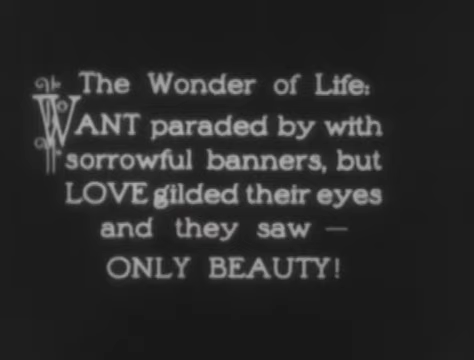 The Wonder of Life:
WANT paraded by with
sorrowful banners, but
LOVE gilded their eyes
and they saw —
ONLY BEAUTY!